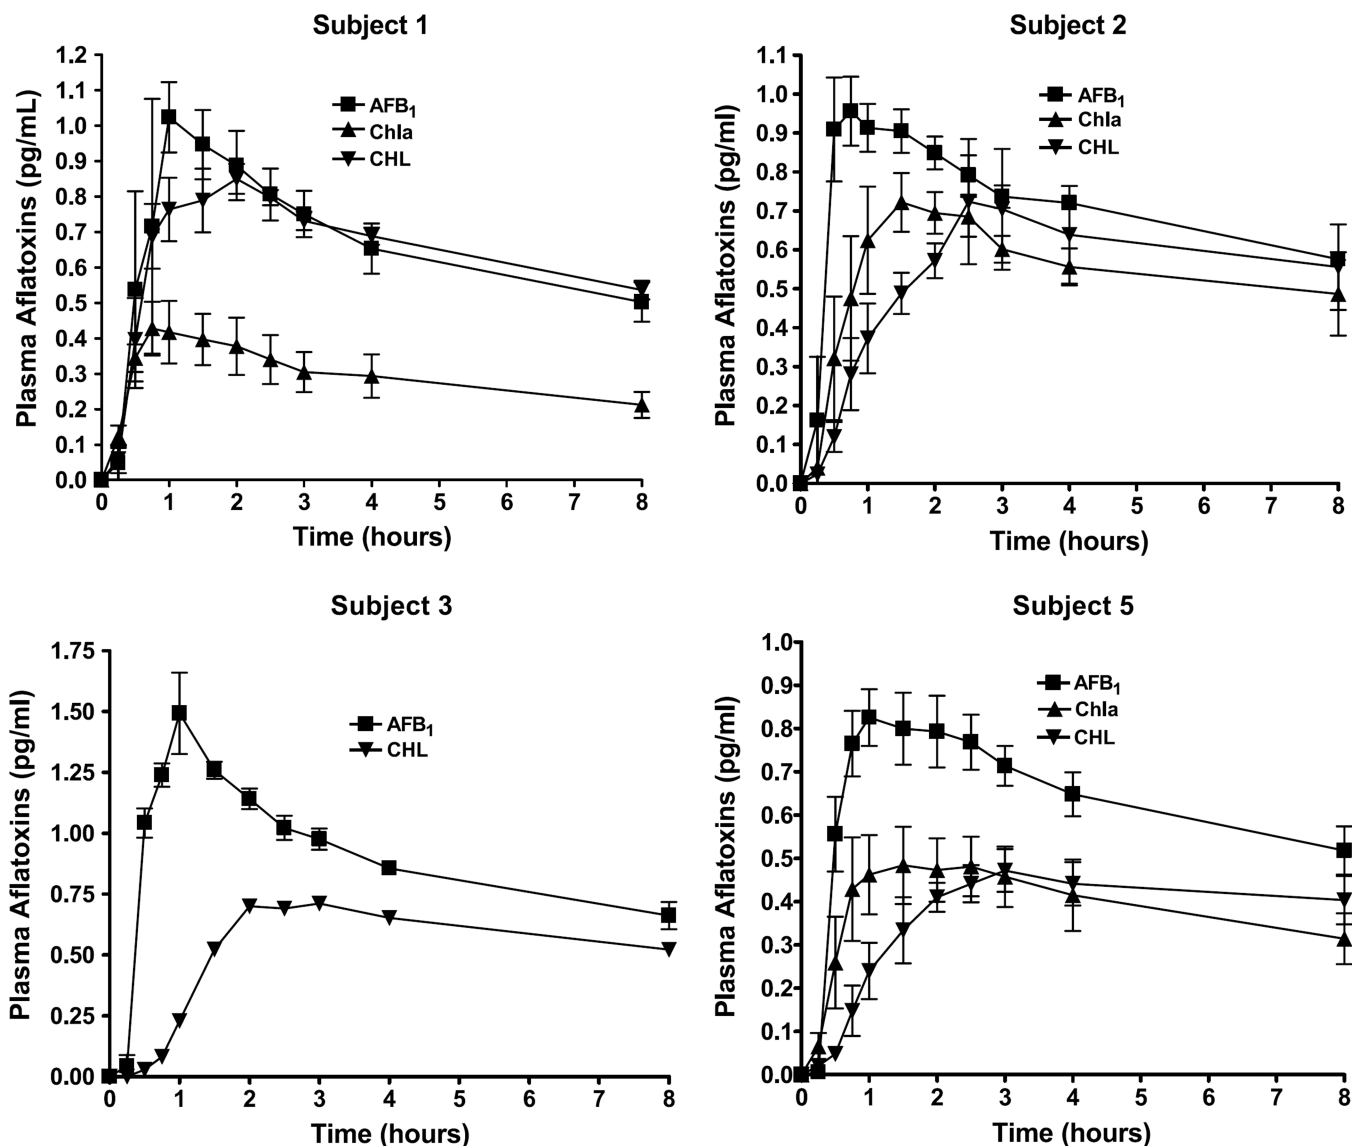 Subject 1
Plasma Aflatoxins (pg/mL)
1.2
1.1
1.0
0.9
0.8
0.7
0.6
0.5
0.4
0.3
0.2
0.1
0.0
AFB1
Chla
CHL
0 1 2 3 4 5 6 7 8
Time (hours)
Subject 2
Plasma Aflatoxins (pg/ml)
1.1
1.0
0.9
0.8
0.7
0.6
0.5
0.4
0.3
0.2
0.1
0.0
AFB1
Chla
CHL
0 1 2 3 4 5 6 7 8
Time (hours)
Subject 3
Plasma Aflatoxins (pg/ml)
1.75
1.50
1.25
1.00
0.75
0.50
0.25
0.00
AFB1
CHL
0 1 2 3 4 5 6 7 8
Time (hours)
Subject 5
Plasma Aflatoxins (pg/ml)
1.0
0.9
0.8
0.7
0.6
0.5
0.4
0.3
0.2
0.1
0.0
AFB1
Chla
CHL
0 1 2 3 4 5 6 7 8
Time (hours)